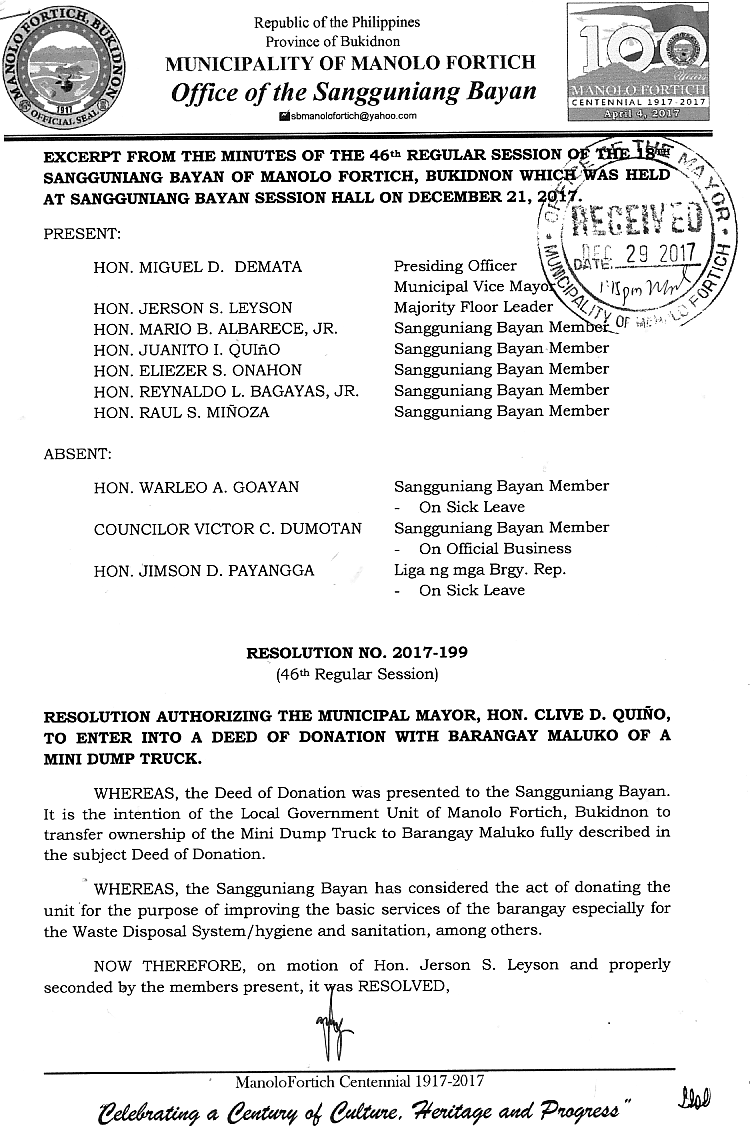 MANOLO FORTICH, BUKIDNON
1917
OFFICIAL SEAL
Republic of the Philippines
Province of Bukidnon
MUNICIPALITY OF MANOLO FORTICH
Office of the Sangguniang Bayan
sbmanolofortich@yahoo.com
100
Years
MANOLO FORTICH
CENTENNIAL 1917-2017
April 4, 2017
EXCERPT FROM THE MINUTES OF THE 46th REGULAR SESSION OF THE 18TH
SANGGUNIANG BAYAN OF MANOLO FORTICH, BUKIDNON WHICH WAS HELD
AT SANGGUNIANG BAYAN SESSION HALL ON DECEMBER 21, 2017.
OFFICE OF THE MAYOR
RECEIVED
DEC 29 2017
DATE:
1:15pm
MUNICIPALITY OF MANOLO FORTICH
PRESENT:
HON. MIGUEL D. DEMATA Presiding Officer
Municipal Vice Mayor
HON. JERSON S. LEYSON Majority Floor Leader
HON. MARIO B. ALBARECE, JR. Sangguniang Bayan Member
HON. JUANITO I. QUIñO Sangguniang Bayan Member
HON. ELIEZER S. ONAHON Sangguniang Bayan Member
HON. REYNALDO L. BAGAYAS, JR. Sangguniang Bayan Member
HON. RAUL S. MIÑOZA Sangguniang Bayan Member
ABSENT:
HON. WARLEO A. GOAYAN Sangguniang Bayan Member
- On Sick Leave
COUNCILOR VICTOR C. DUMOTAN Sangguniang Bayan Member
- On Official Business
HON. JIMSON D. PAYANGGA Liga ng mga Brgy. Rep.
- On Sick Leave
RESOLUTION NO. 2017-199
(46th Regular Session)
RESOLUTION AUTHORIZING THE MUNICIPAL MAYOR, HON. CLIVE D. QUIÑO,
TO ENTER INTO A DEED OF DONATION WITH BARANGAY MALUKO OF A
MINI DUMP TRUCK.
WHEREAS, the Deed of Donation was presented to the Sangguniang Bayan.
It is the intention of the Local Government Unit of Manolo Fortich, Bukidnon to
transfer ownership of the Mini Dump Truck to Barangay Maluko fully described in
the subject Deed of Donation.
WHEREAS, the Sangguniang Bayan has considered the act of donating the
unit for the purpose of improving the basic services of the barangay especially for
the Waste Disposal System/hygiene and sanitation, among others.
NOW THEREFORE, on motion of Hon. Jerson S. Leyson and properly
seconded by the members present, it was RESOLVED,
ManoloFortich Centennial 1917-2017
"Celebrating a Century of Culture, Heritage and Progress"